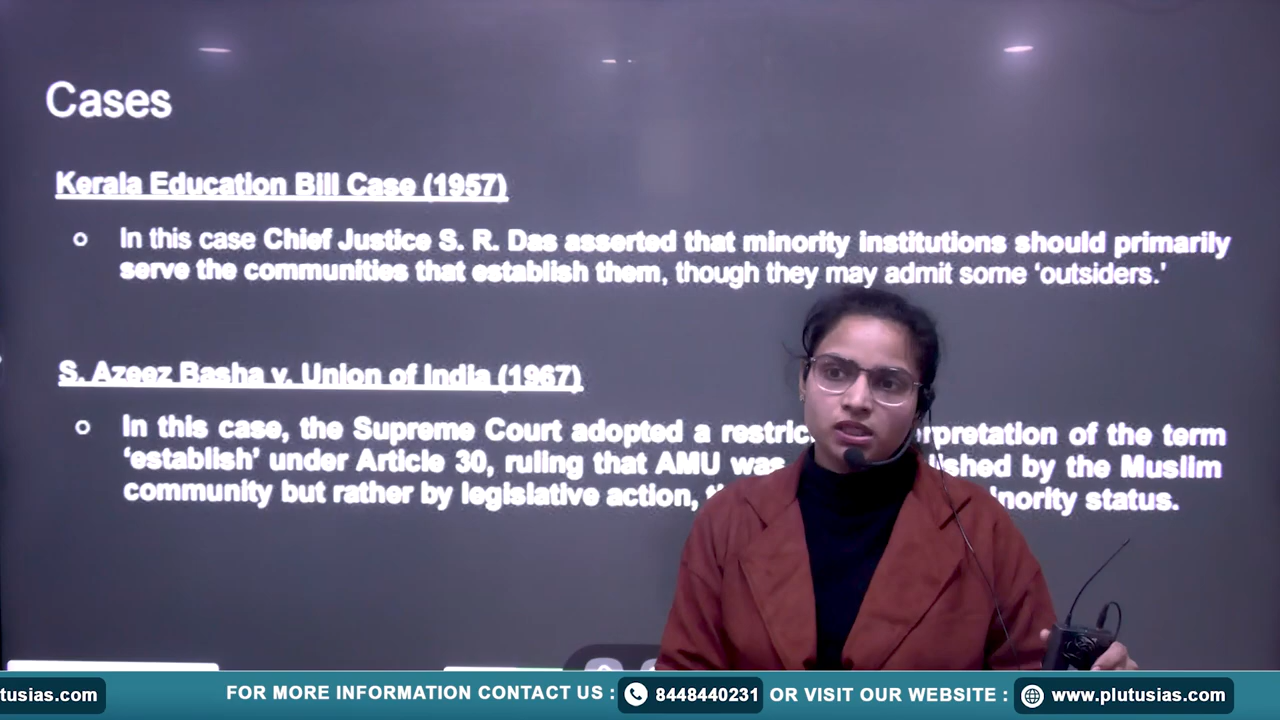 Cases
Kerala Education Bill Case (1957)
In this case Chief Justice S. R. Das asserted that minority institutions should primarily
serve the communities that establish them, though they may admit some ‘outsiders.’
S. Azeez Basha v. Union of India (1967)
In this case, the Supreme Court adopted a restric rpretation of the term
‘establish’ under Article 30, ruling that AMU was shed by the Muslim
community but rather by legislative action, nority status.
tusias.com FOR MORE INFORMATION CONTACT US : 8448440231 OR VISIT OUR WEBSITE : www.plutusias.com